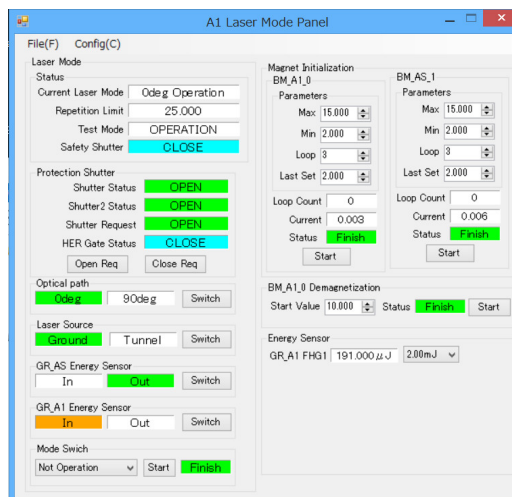 A1 Laser Mode Panel
File(F) Config(C)
Laser Mode
Status
Current Laser Mode 0deg Operation
Repetition Limit 25.000
Test Mode OPERATION
Safety Shutter CLOSE
Protection Shutter
Shutter Status OPEN
Shutter2 Status OPEN
Shutter Request OPEN
HER Gate Status CLOSE
Open Req Close Req
Optical path
0deg 90deg Switch
Laser Source
Ground Tunnel Switch
GR_AS Energy Sensor
In Out Switch
GR_A1 Energy Sensor
In Out Switch
Mode Swich
Not Operation Start Finish
Magnet Initialization
BM_A1_0
Parameters
Max 15.000
Min 2.000
Loop 3
Last Set 2.000
Loop Count 0
Current 0.003
Status Finish
Start
BM_AS_1
Parameters
Max 15.000
Min 2.000
Loop 3
Last Set 2.000
Loop Count 0
Current 0.006
Status Finish
Start
BM_A1_0 Demagnetization
Start Value 10.000 Status Finish Start
Energy Sensor
GR_A1 FHG1 191.000μJ 2.00mJ